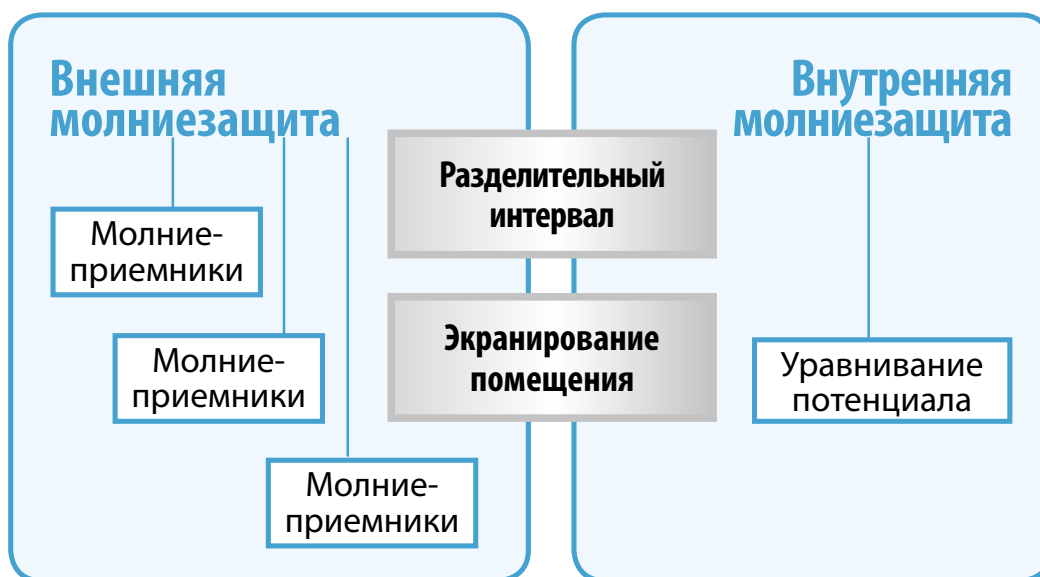 Внешняя
молниезащита
Молние-
приемники
Молние-
приемники
Молние-
приемники
Разделительный
интервал
Экранирование
помещения
Внутренняя
молниезащита
Уравнивание
потенциала